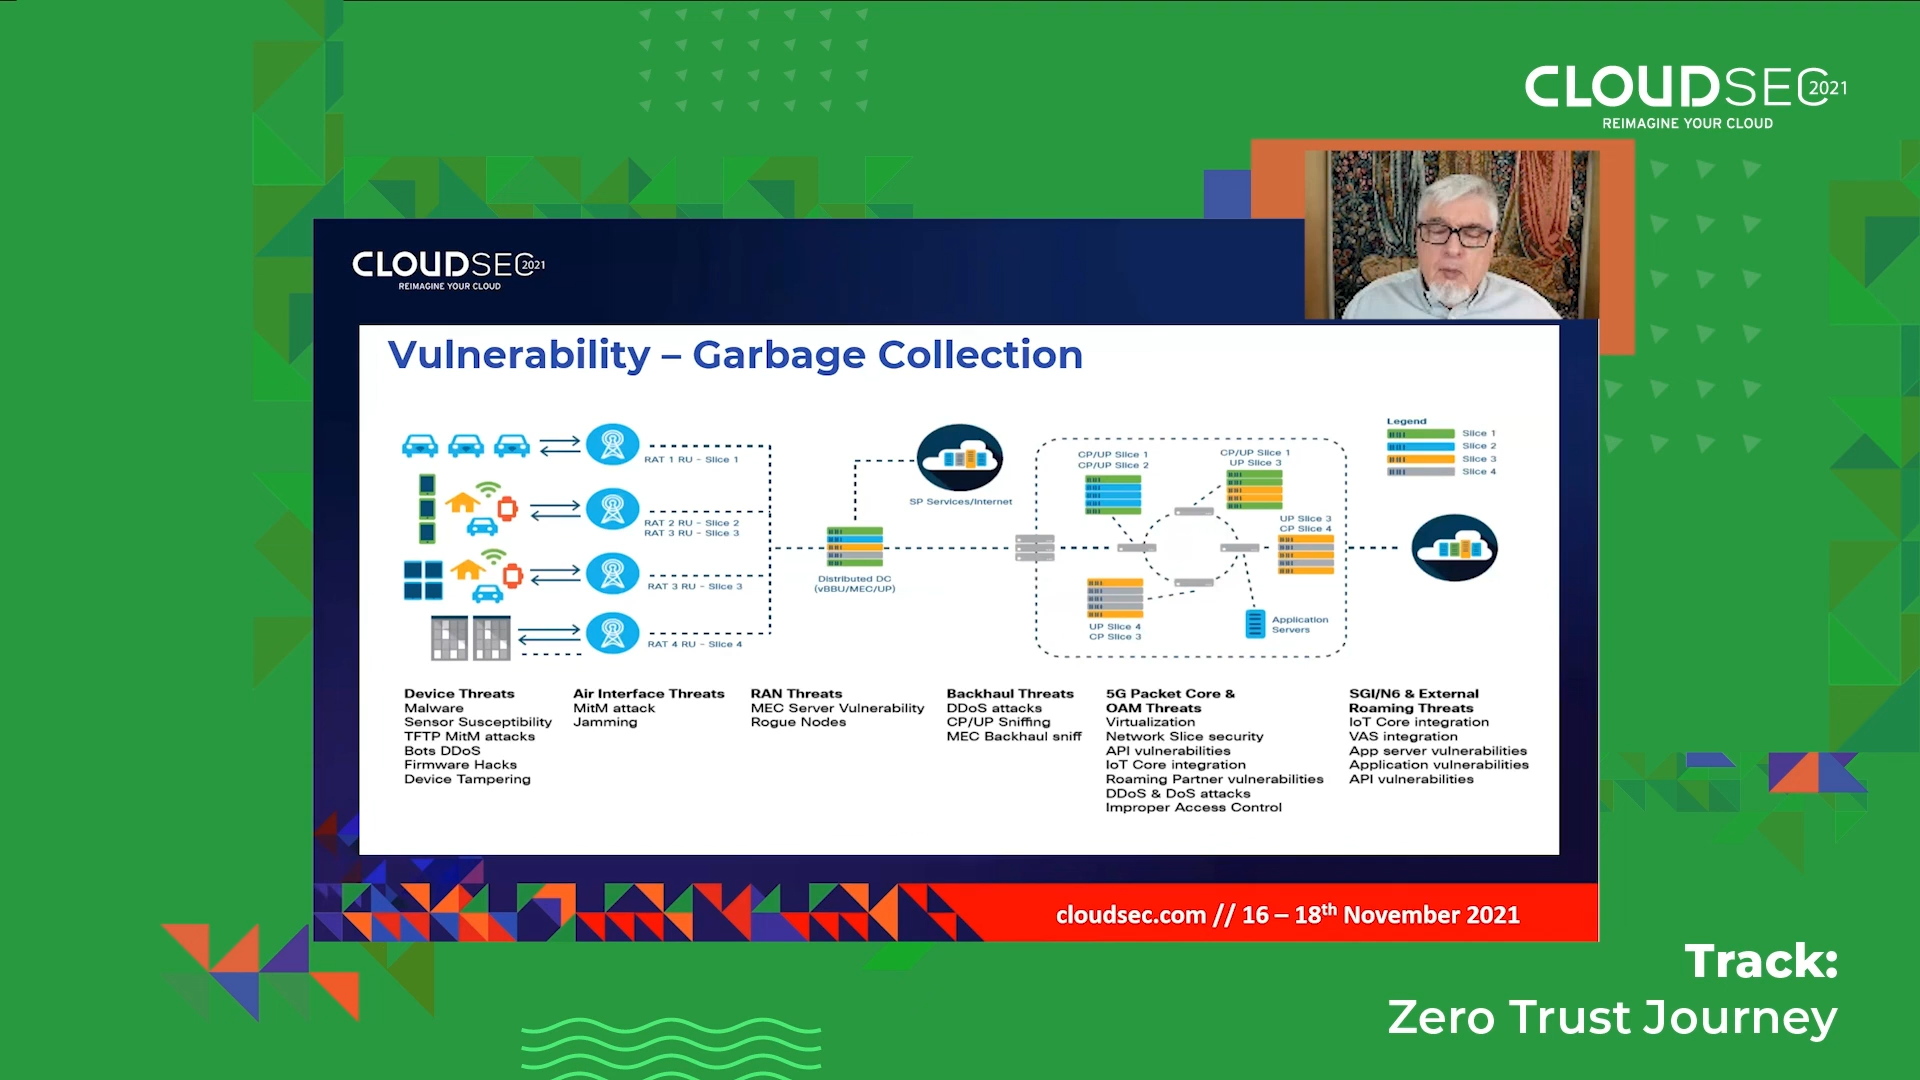 CLOUDSEC 2021
REIMAGINE YOUR CLOUD
CLOUDSEC 2021
REIMAGINE YOUR CLOUD
Vulnerability – Garbage Collection
RAT 1 RU - Slice 1
RAT 2 RU - Slice 2
RAT 3 RU - Slice 3
RAT 3 RU - Slice 3
RAT 4 RU - Slice 4
SP Services/Internet
Distributed DC
(vBBU/MEC/UP)
CP/UP Slice 1
CP/UP Slice 2
CP/UP Slice 1
UP Slice 3
UP Slice 3
CP Slice 4
UP Slice 4
CP Slice 3
Application
Servers
Legend
Slice 1
Slice 2
Slice 3
Slice 4
Device Threats
Malware
Sensor Susceptibility
TFTP MitM attacks
Bots DDoS
Firmware Hacks
Device Tampering
Air Interface Threats
MitM attack
Jamming
RAN Threats
MEC Server Vulnerability
Rogue Nodes
Backhaul Threats
DDoS attacks
CP/UP Sniffing
MEC Backhaul sniff
5G Packet Core &
OAM Threats
Virtualization
Network Slice security
API vulnerabilities
IoT Core integration
Roaming Partner vulnerabilities
DDoS & DoS attacks
Improper Access Control
SGI/N6 & External
Roaming Threats
IoT Core integration
VAS integration
App server vulnerabilities
Application vulnerabilities
API vulnerabilities
cloudsec.com // 16 – 18th November 2021
Track:
Zero Trust Journey